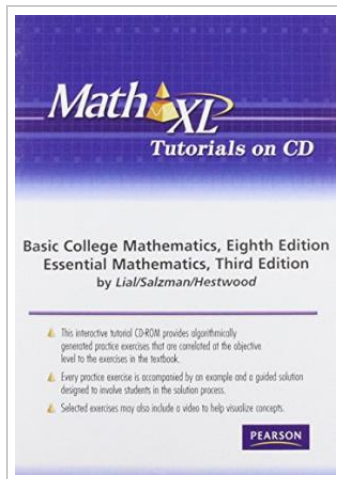 Math XL
Tutorials on CD
Basic College Mathematics, Eighth Edition
Essential Mathematics, Third Edition
by Lial/Salzman/Hestwood
This interactive tutorial CD-ROM provides algorithmically
generated practice exercises that are correlated at the objective
level to the exercises in the textbook.
Every practice exercise is accompanied by an example and a guided solution
designed to involve students in the solution process.
Selected exercises may also include a video to help visualize concepts.
PEARSON